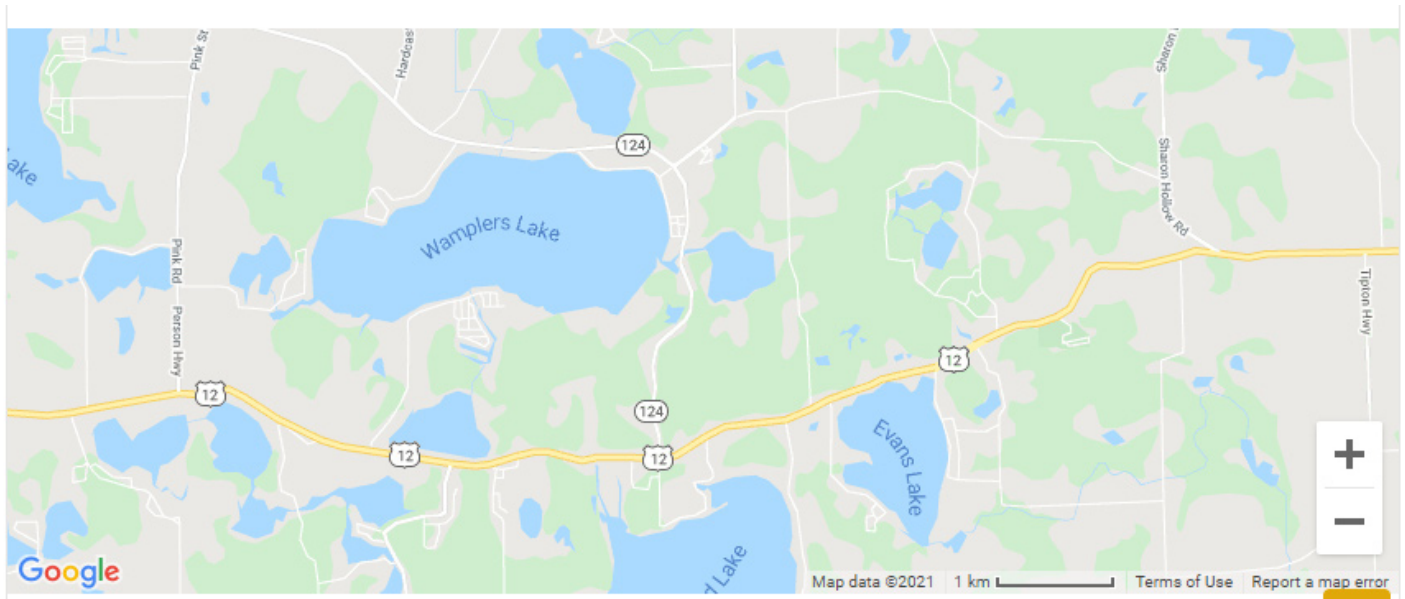 Pink St
Hardcas
Sharon
124
Lake
Sharon Hollow Rd
Wamplers Lake
Pink Rd
Person Hwy
Tipton Hwy
12
12
124
12
12
Evans Lake
d Lake
+
−
Google
Map data ©2021
1 km
Terms of Use
Report a map error